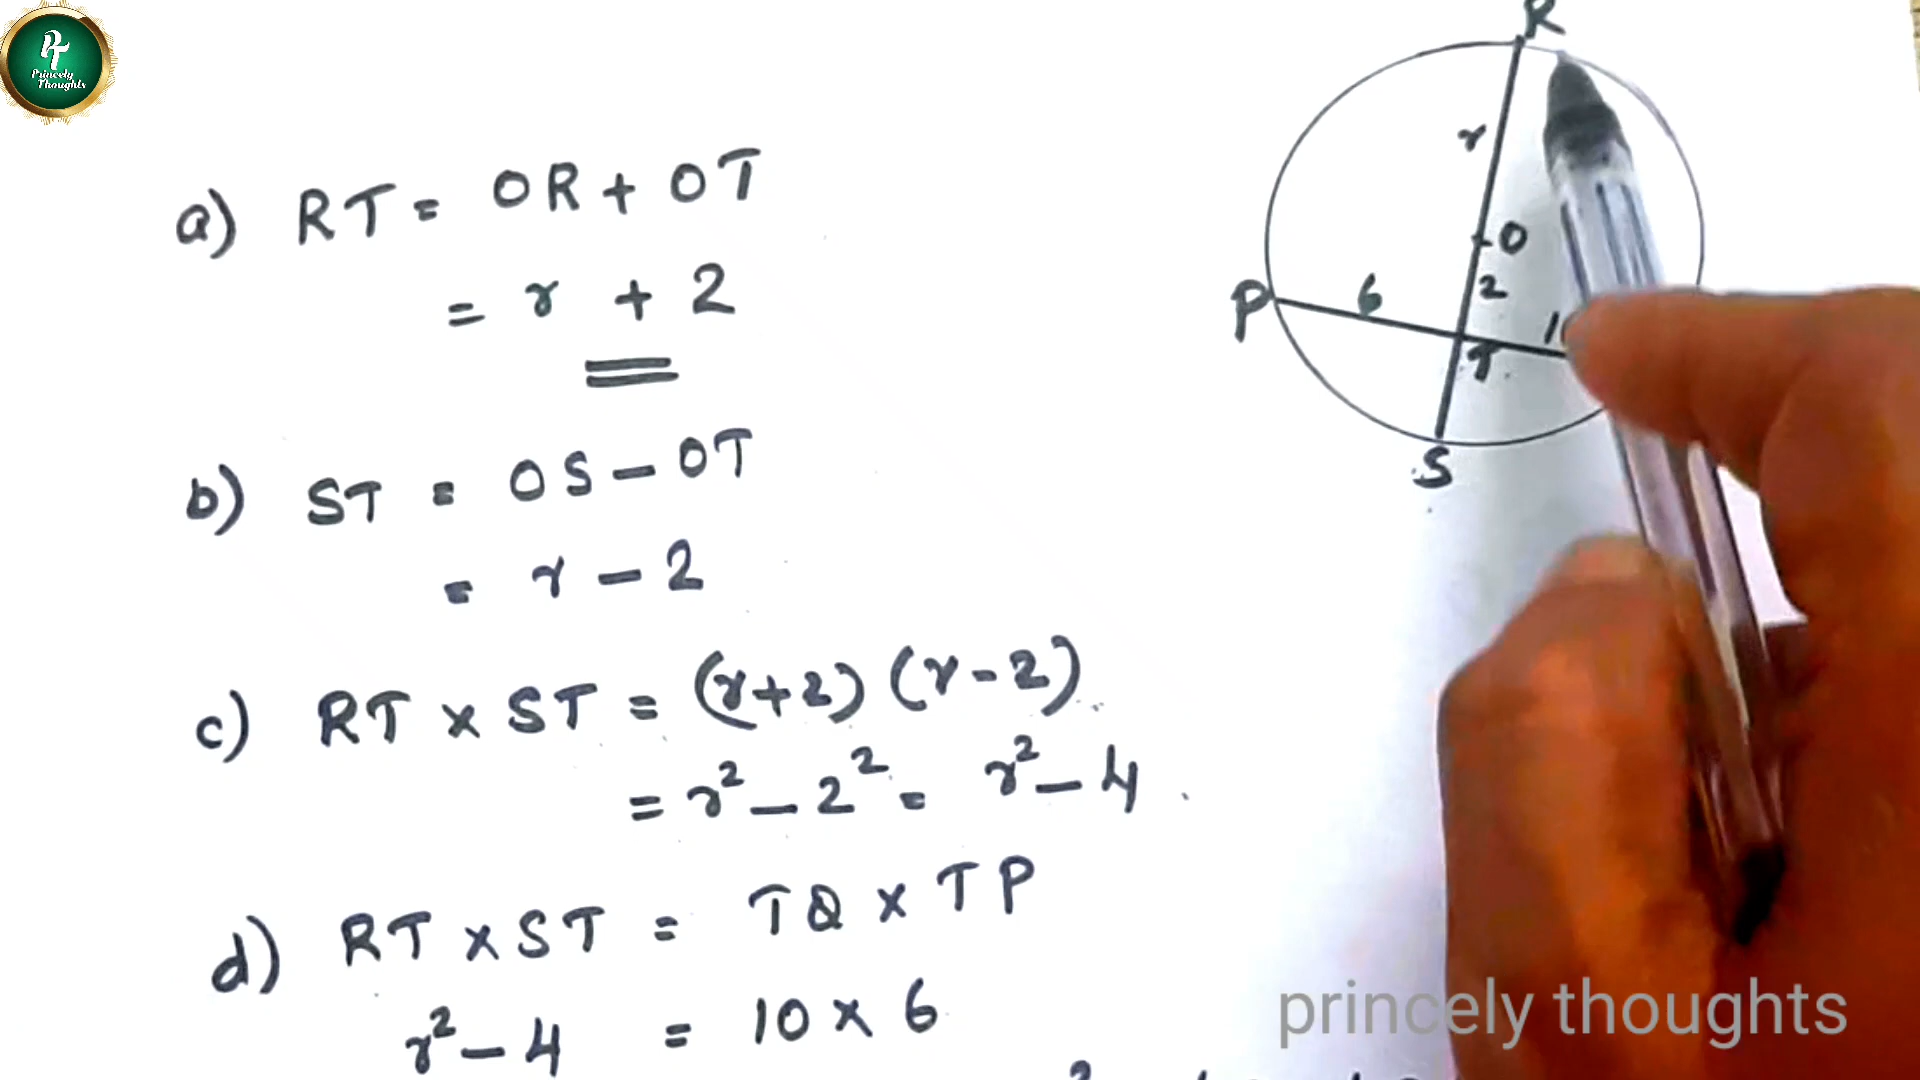 PT
Princely
Thoughts
a) RT = OR + OT
= r + 2
b) ST = OS - OT
= r - 2
c) RT x ST = (r+2) (r-2)
= r² - 2² = r² - 4
d) RT x ST = TQ x TP
r² - 4 = 10 x 6
R
r
O
2
P 6
T
S
princely thoughts